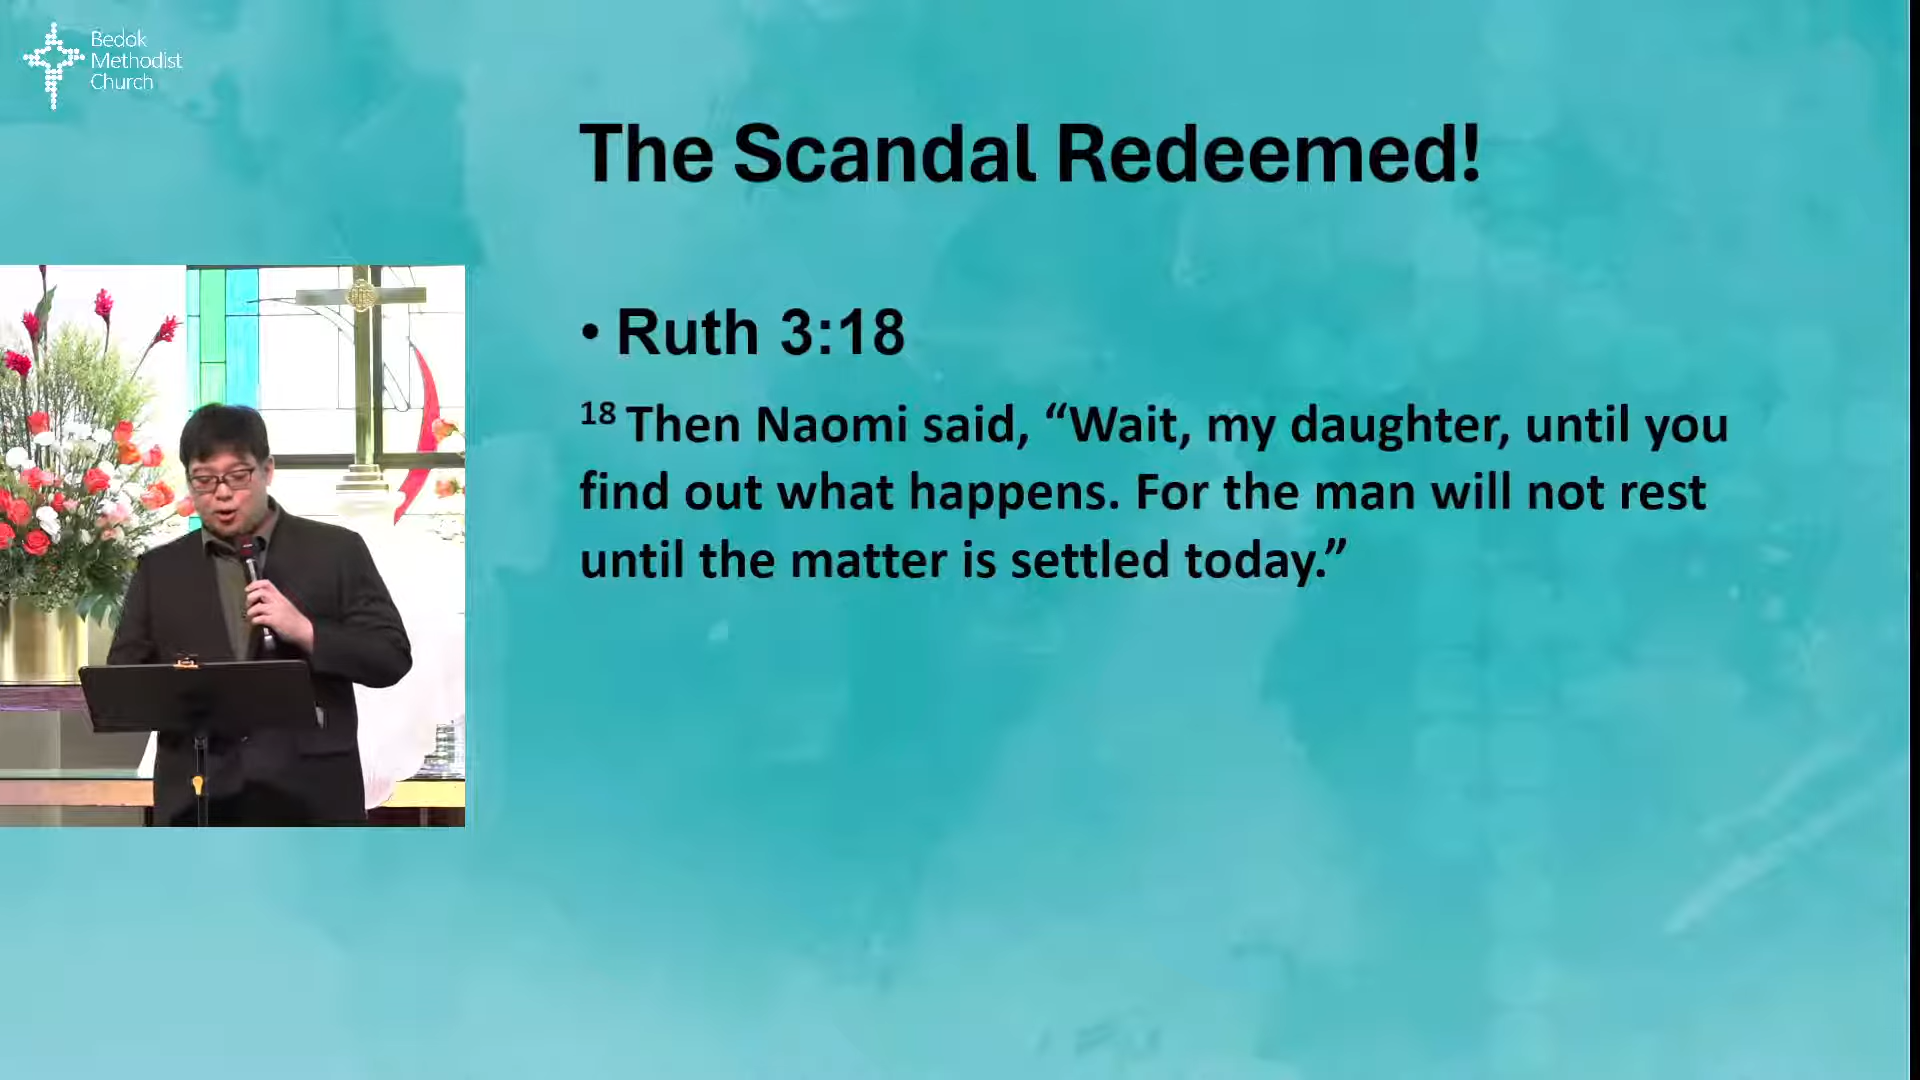 Bedok
Methodist
Church
The Scandal Redeemed!
• Ruth 3:18
18 Then Naomi said, “Wait, my daughter, until you
find out what happens. For the man will not rest
until the matter is settled today.”